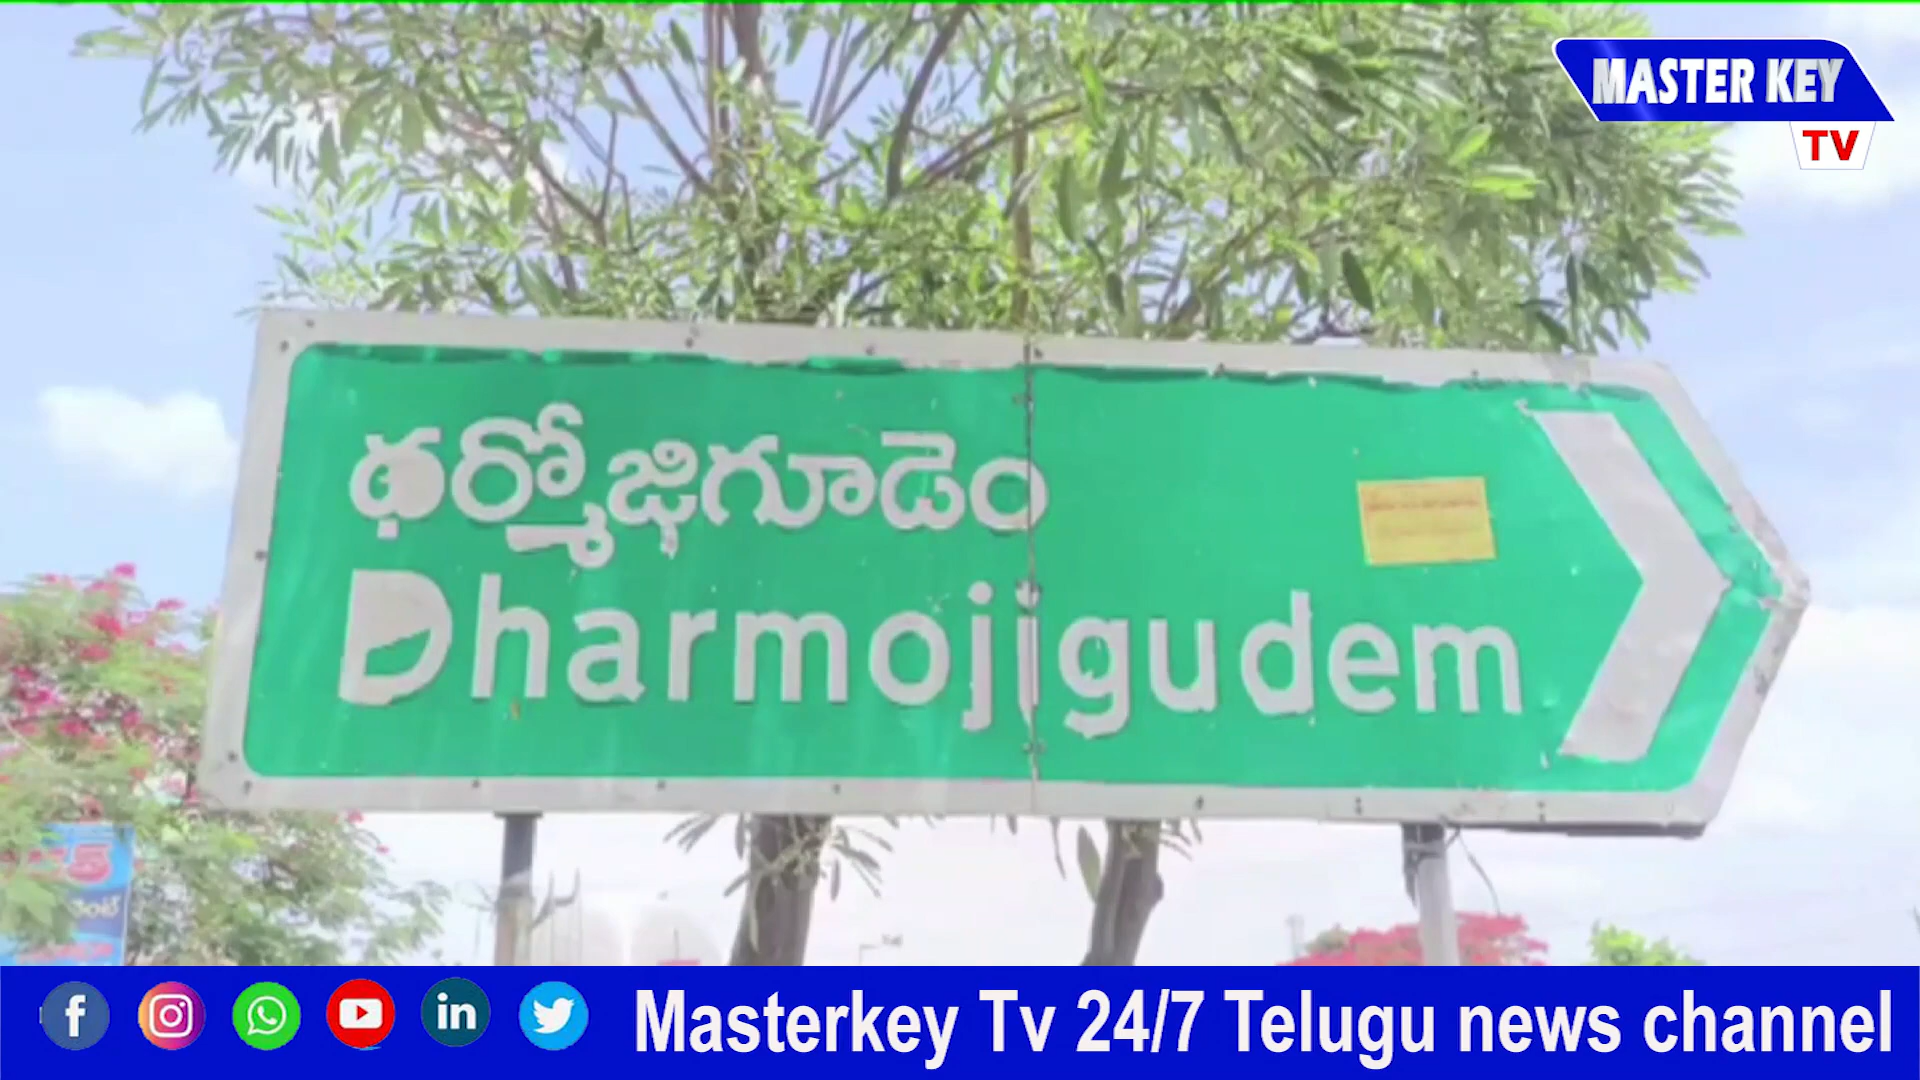 MASTER KEY
TV
ధర్మోజిగూడెం
Dharmojigudem
Masterkey Tv 24/7 Telugu news channel